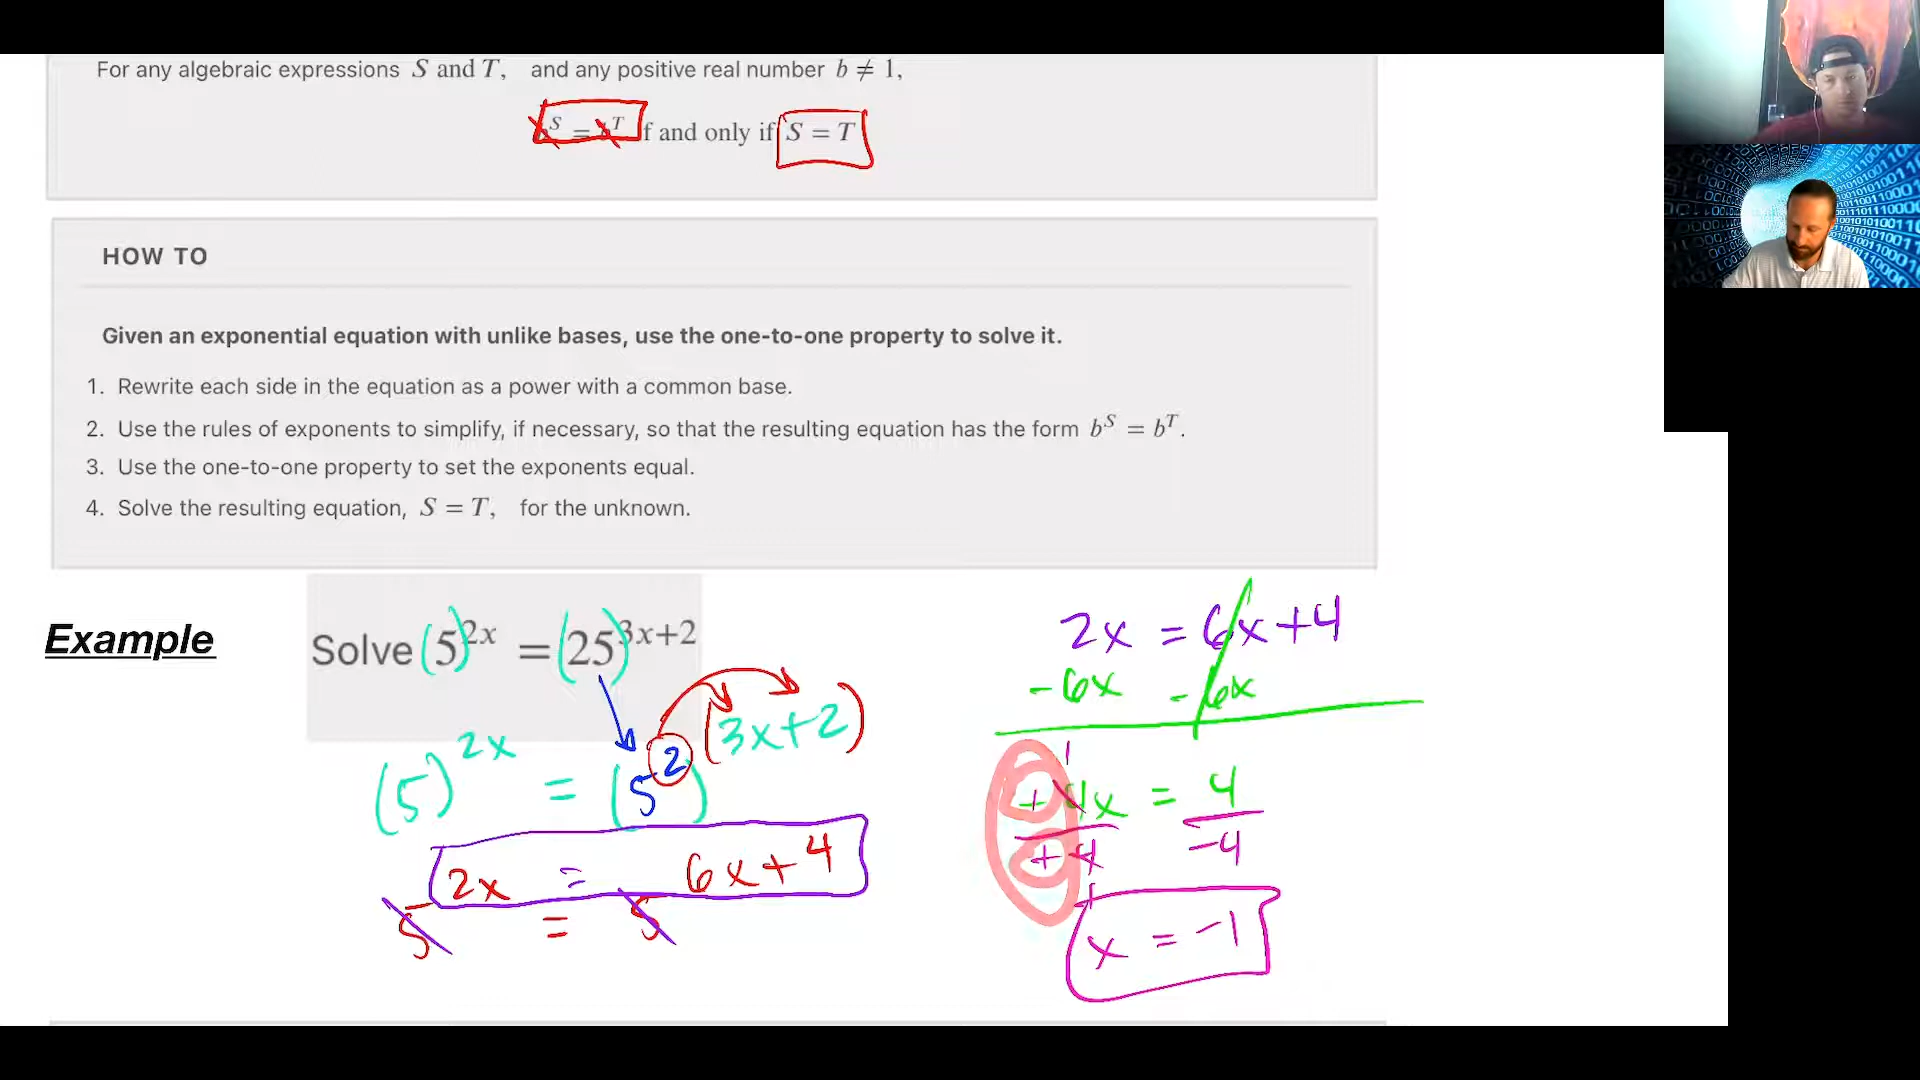 For any algebraic expressions S and T, and any positive real number b ≠ 1,
b^S = b^T if and only if S = T
HOW TO
Given an exponential equation with unlike bases, use the one-to-one property to solve it.
1. Rewrite each side in the equation as a power with a common base.
2. Use the rules of exponents to simplify, if necessary, so that the resulting equation has the form b^S = b^T.
3. Use the one-to-one property to set the exponents equal.
4. Solve the resulting equation, S = T, for the unknown.
Example
Solve (5)^2x = (25)^3x+2
(5)^2x = (5^2)^(3x+2)
2x = 6x+4
5 = 5
2x = 6x+4
-6x -6x
1
+4x = 4
+4 -4
1
x = -1